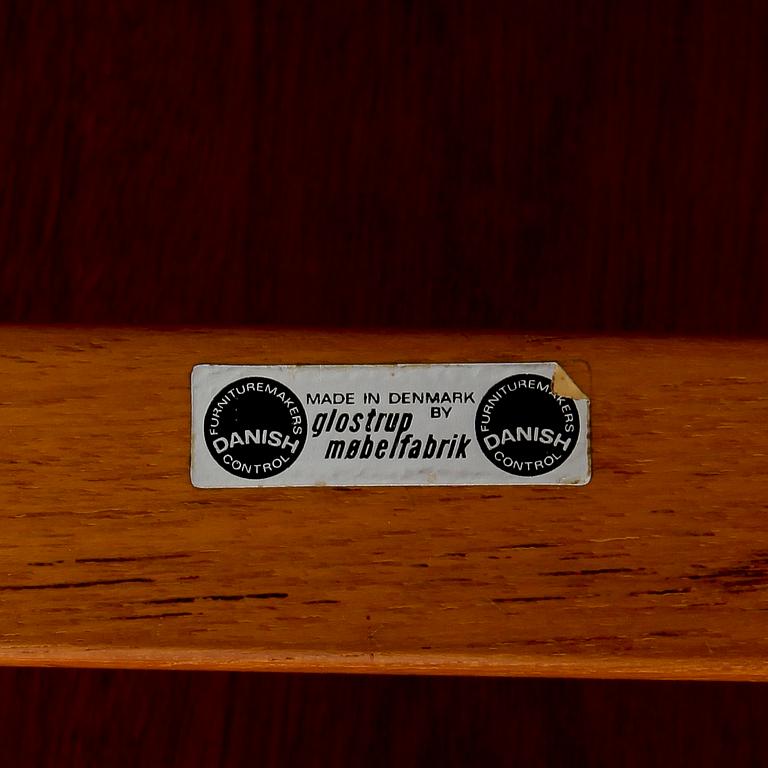 FURNITUREMAKERS
DANISH
CONTROL
MADE IN DENMARK
BY
glostrup
møbelfabrik
FURNITUREMAKERS
DANISH
CONTROL